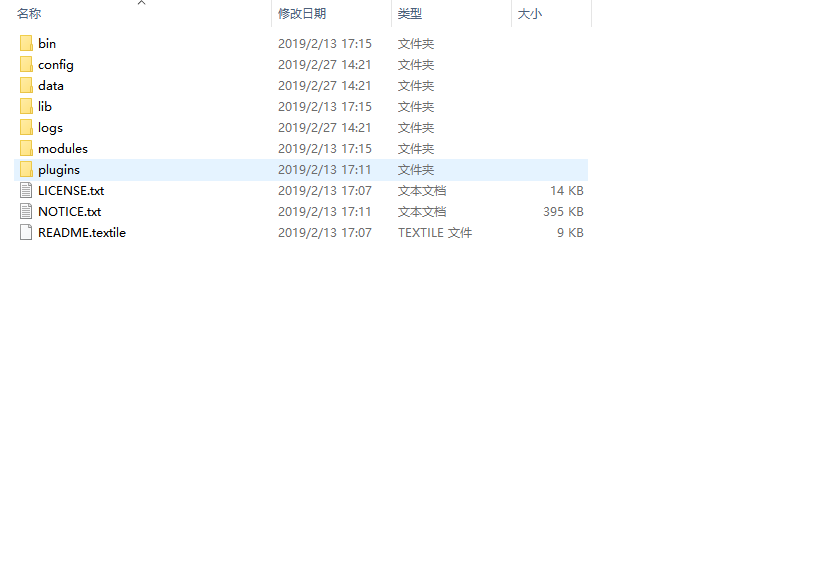 名称 修改日期 类型 大小
bin 2019/2/13 17:15 文件夹
config 2019/2/27 14:21 文件夹
data 2019/2/27 14:21 文件夹
lib 2019/2/13 17:15 文件夹
logs 2019/2/27 14:21 文件夹
modules 2019/2/13 17:15 文件夹
plugins 2019/2/13 17:11 文件夹
LICENSE.txt 2019/2/13 17:07 文本文档 14 KB
NOTICE.txt 2019/2/13 17:11 文本文档 395 KB
README.textile 2019/2/13 17:07 TEXTILE 文件 9 KB